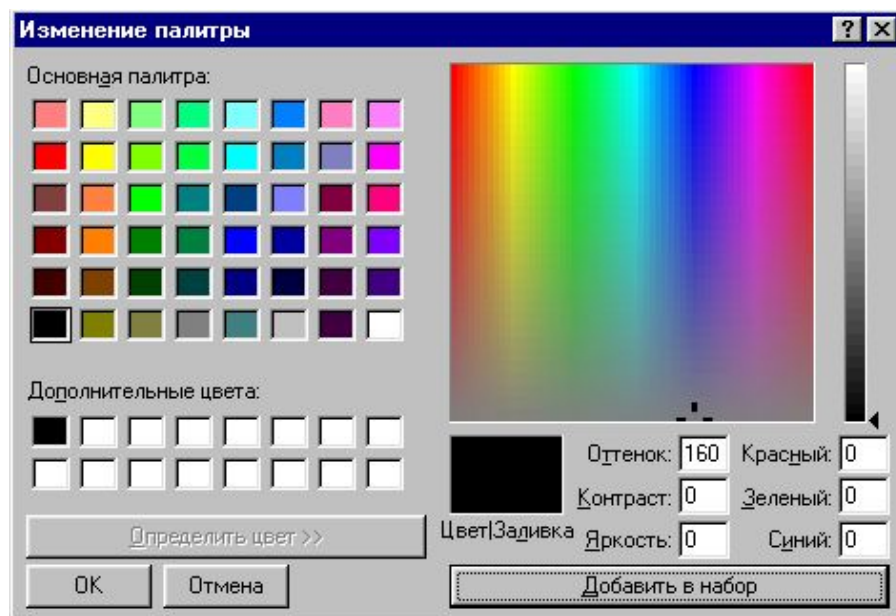 Изменение палитры
Основная палитра:
Дополнительные цвета:
Определить цвет >>
OK Отмена
Цвет|Заливка
Оттенок: 160 Красный: 0
Контраст: 0 Зеленый: 0
Яркость: 0 Синий: 0
Добавить в набор